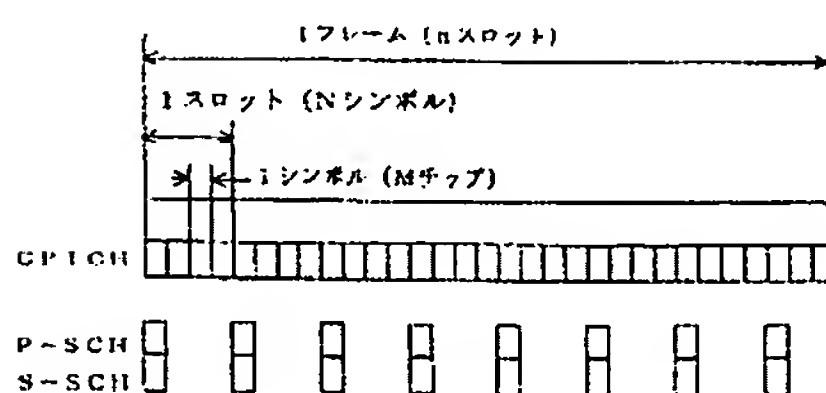 1フレーム (nスロット)
1スロット (Nシンボル)
1シンボル (Mチップ)
CPICH
P-SCH
S-SCH